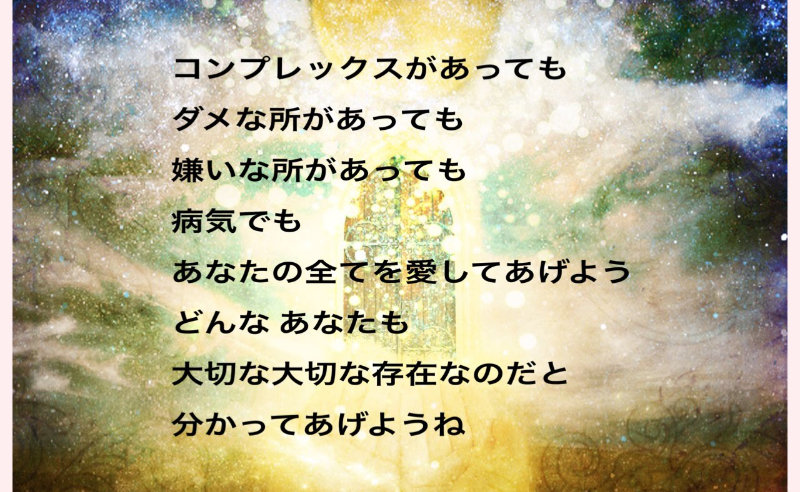 コンプレックスがあっても
ダメな所があっても
嫌いな所があっても
病気でも
あなたの全てを愛してあげよう
どんな あなたも
大切な大切な存在なのだと
分かってあげようね